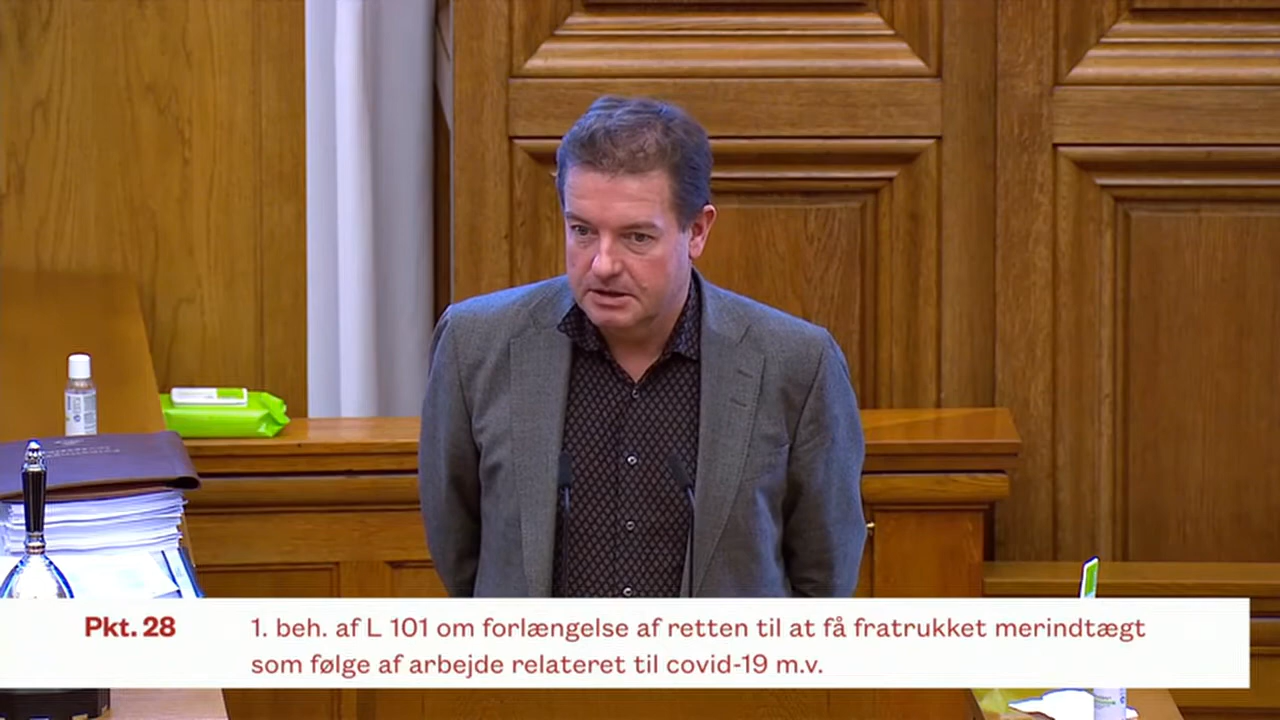 Pkt. 28
1. beh. af L 101 om forlængelse af retten til at få fratrukket merindtægt
som følge af arbejde relateret til covid-19 m.v.